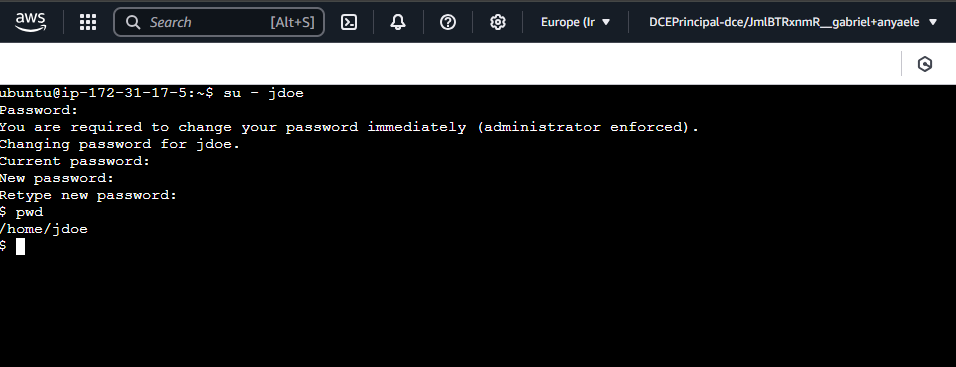 aws
Search [Alt+S]
Europe (Ir
DCEPrincipal-dce/JmlBTRxnmR__gabriel+anyaele
ubuntu@ip-172-31-17-5:~$ su - jdoe
Password:
You are required to change your password immediately (administrator enforced).
Changing password for jdoe.
Current password:
New password:
Retype new password:
$ pwd
/home/jdoe
$